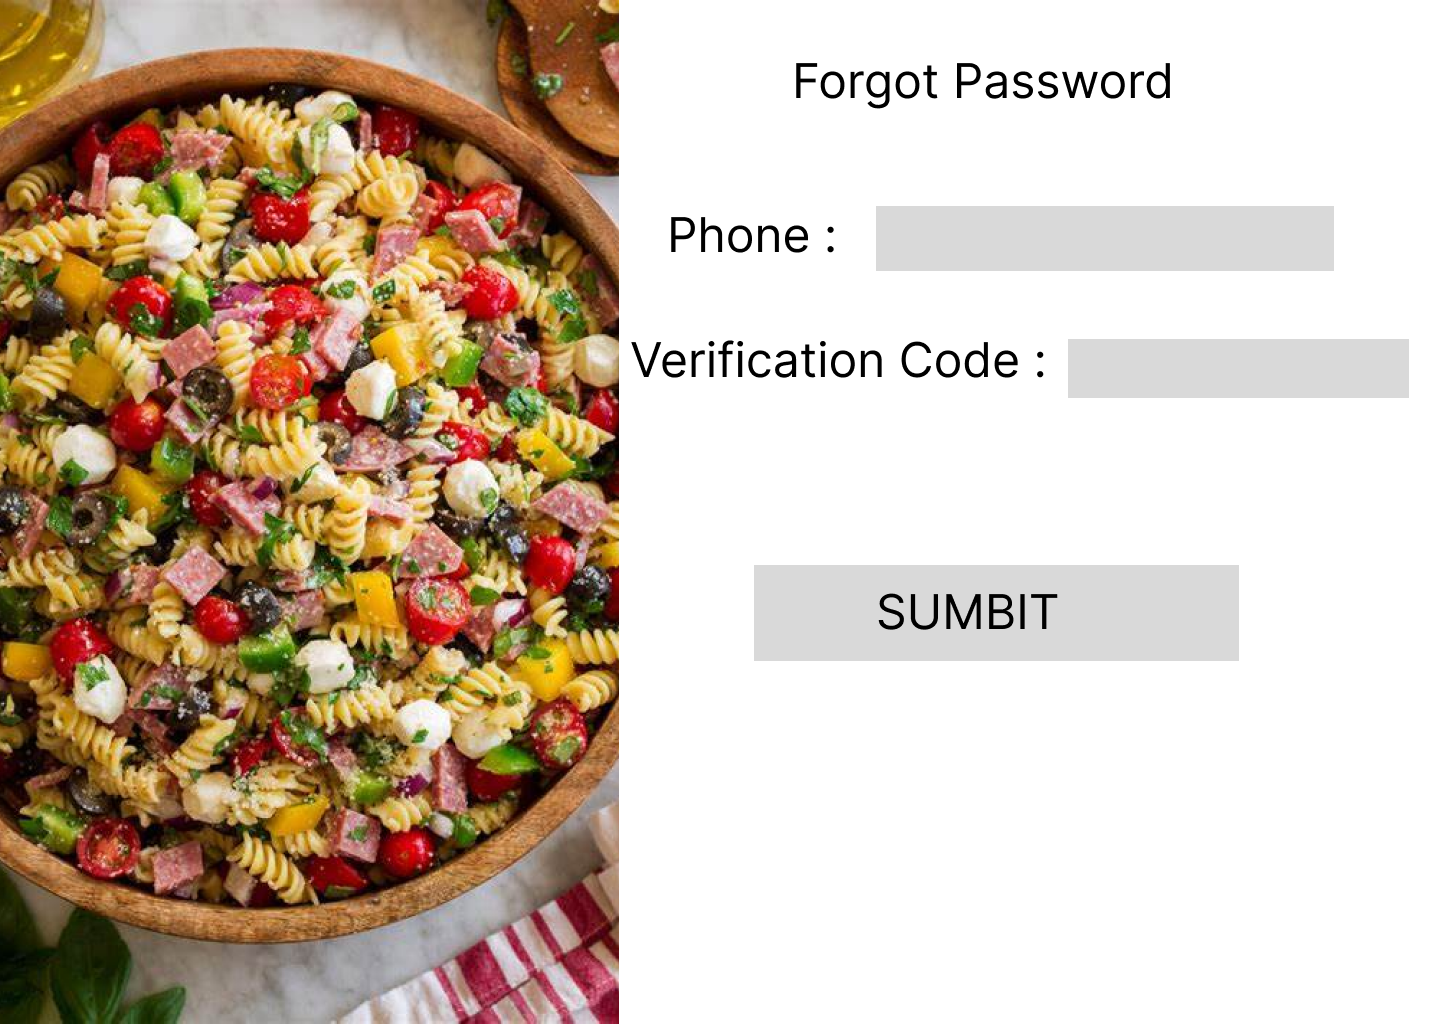 Forgot Password
Phone :
Verification Code :
SUMBIT